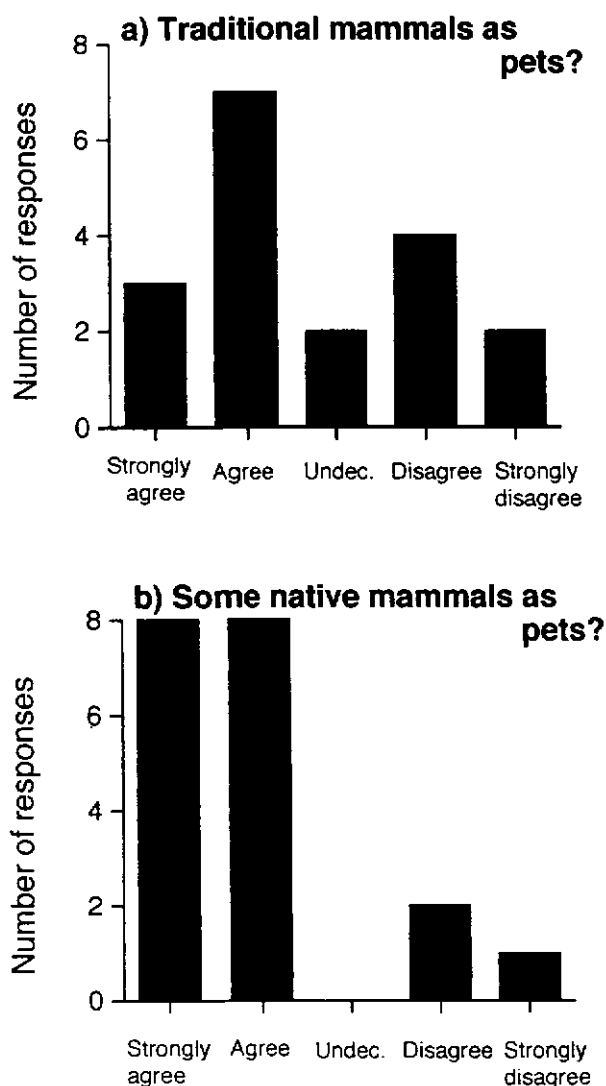 a) Traditional mammals as
pets?
8
6
4
2
0
Number of responses
Strongly
agree
Agree
Undec.
Disagree
Strongly
disagree
b) Some native mammals as
pets?
8
6
4
2
0
Number of responses
Strongly
agree
Agree
Undec.
Disagree
Strongly
disagree